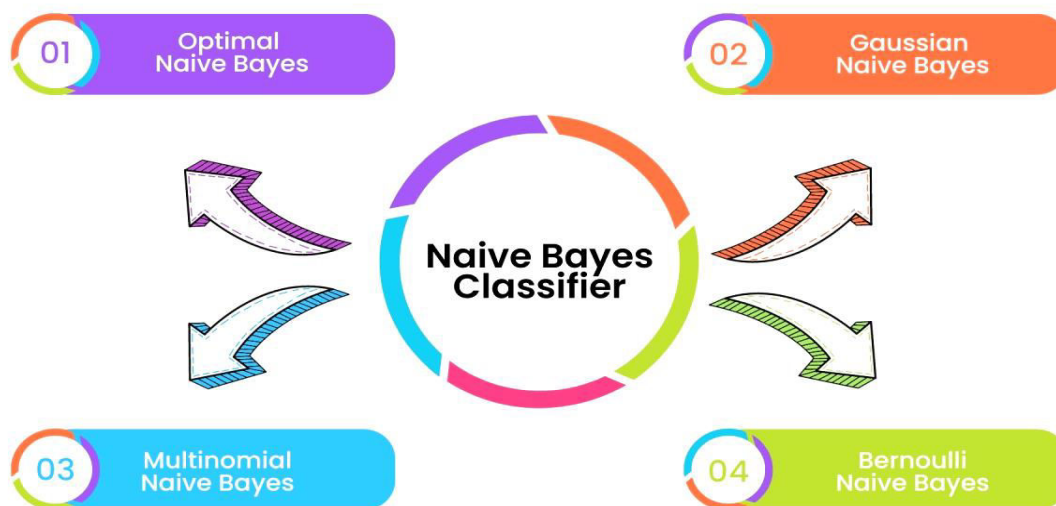 01
Optimal
Naive Bayes
02
Gaussian
Naive Bayes
Naive Bayes
Classifier
03
Multinomial
Naive Bayes
04
Bernoulli
Naive Bayes